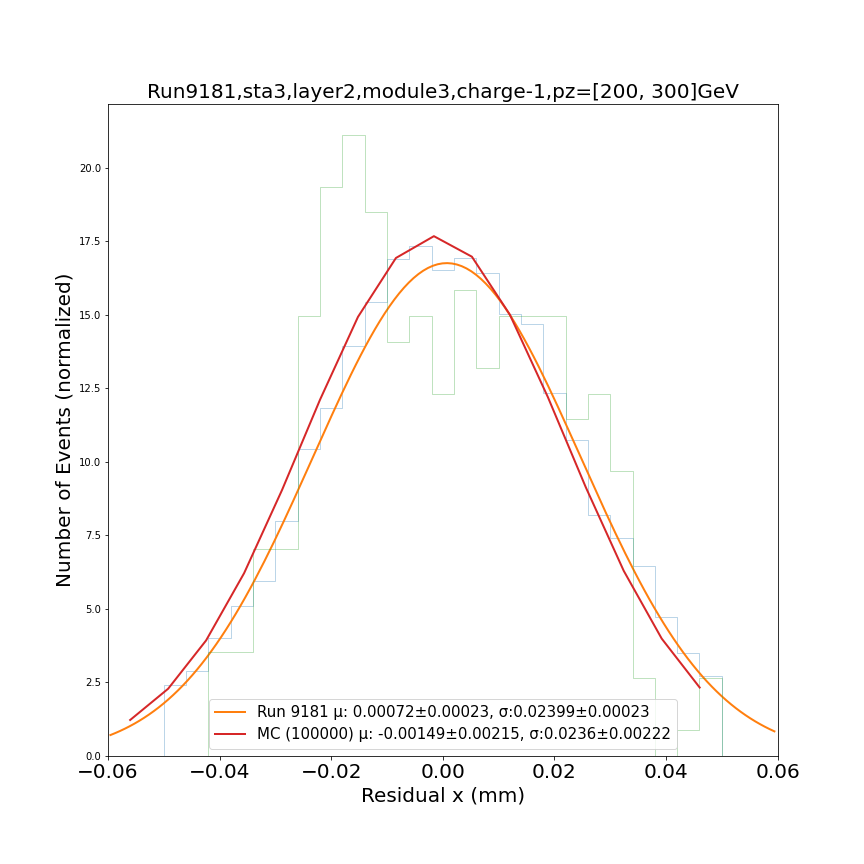 Run9181,sta3,layer2,module3,charge-1,pz=[200, 300]GeV
Number of Events (normalized)
20.0
17.5
15.0
12.5
10.0
7.5
5.0
2.5
0.0
Run 9181 μ: 0.00072±0.00023, σ:0.02399±0.00023
MC (100000) μ: -0.00149±0.00215, σ:0.0236±0.00222
−0.06 −0.04 −0.02 0.00 0.02 0.04 0.06
Residual x (mm)